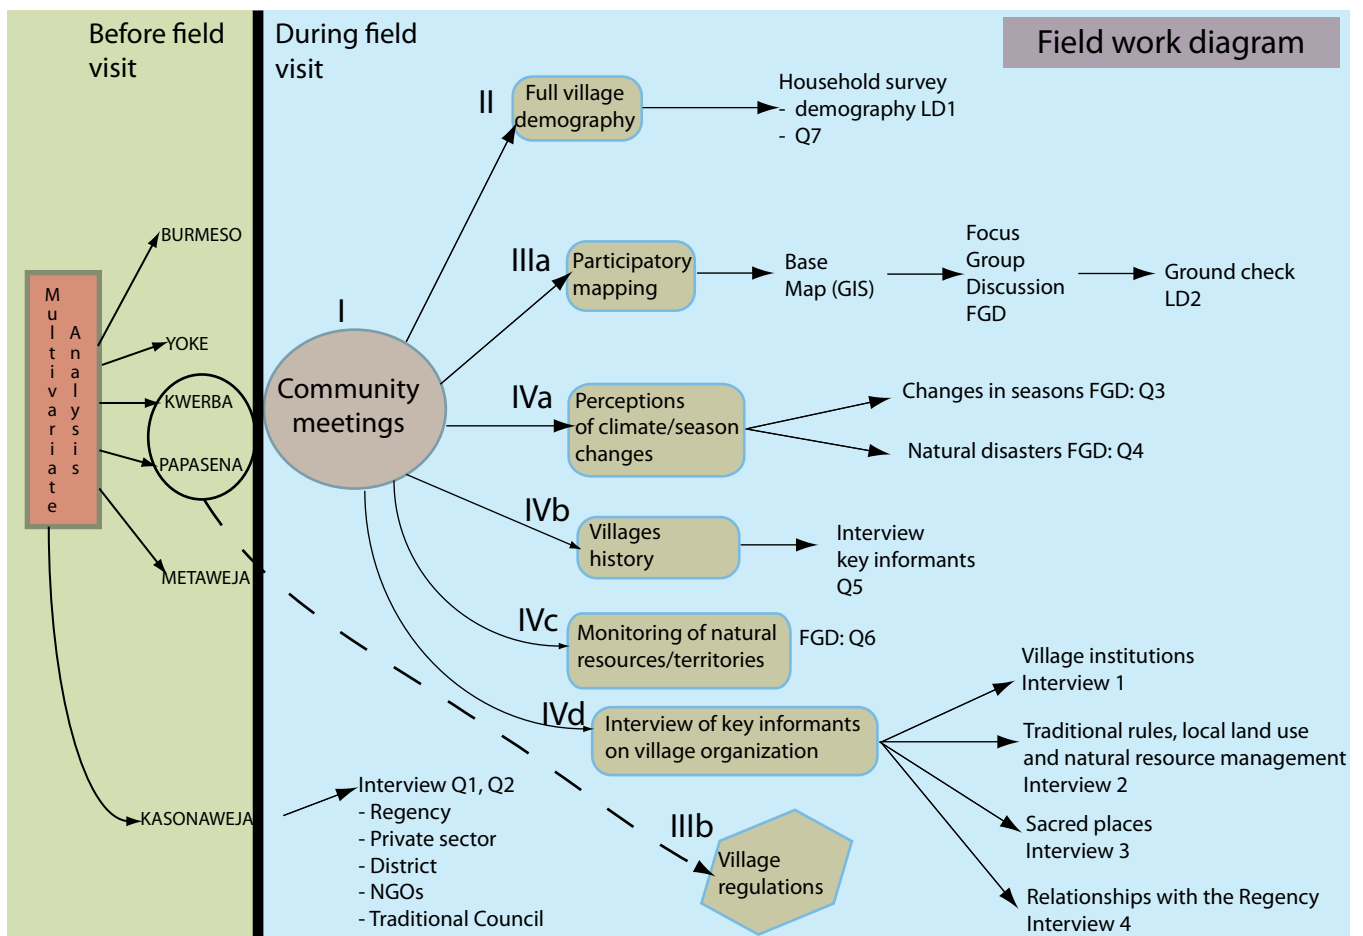 Before field
visit
During field
visit
Field work diagram
Multivariate
Analysis
BURMESO
YOKE
KWERBA
PAPASENA
METAWEJA
KASONAWEJA
I
Community
meetings
II
Full village
demography
Household survey
- demography LD1
- Q7
IIIa
Participatory
mapping
Base
Map (GIS)
Focus
Group
Discussion
FGD
Ground check
LD2
IVa
Perceptions
of climate/season
changes
Changes in seasons FGD: Q3
Natural disasters FGD: Q4
IVb
Villages
history
Interview
key informants
Q5
IVc
Monitoring of natural
resources/territories
FGD: Q6
IVd
Interview of key informants
on village organization
Village institutions
Interview 1
Traditional rules, local land use
and natural resource management
Interview 2
Sacred places
Interview 3
Relationships with the Regency
Interview 4
Interview Q1, Q2
- Regency
- Private sector
- District
- NGOs
- Traditional Council
IIIb
Village
regulations